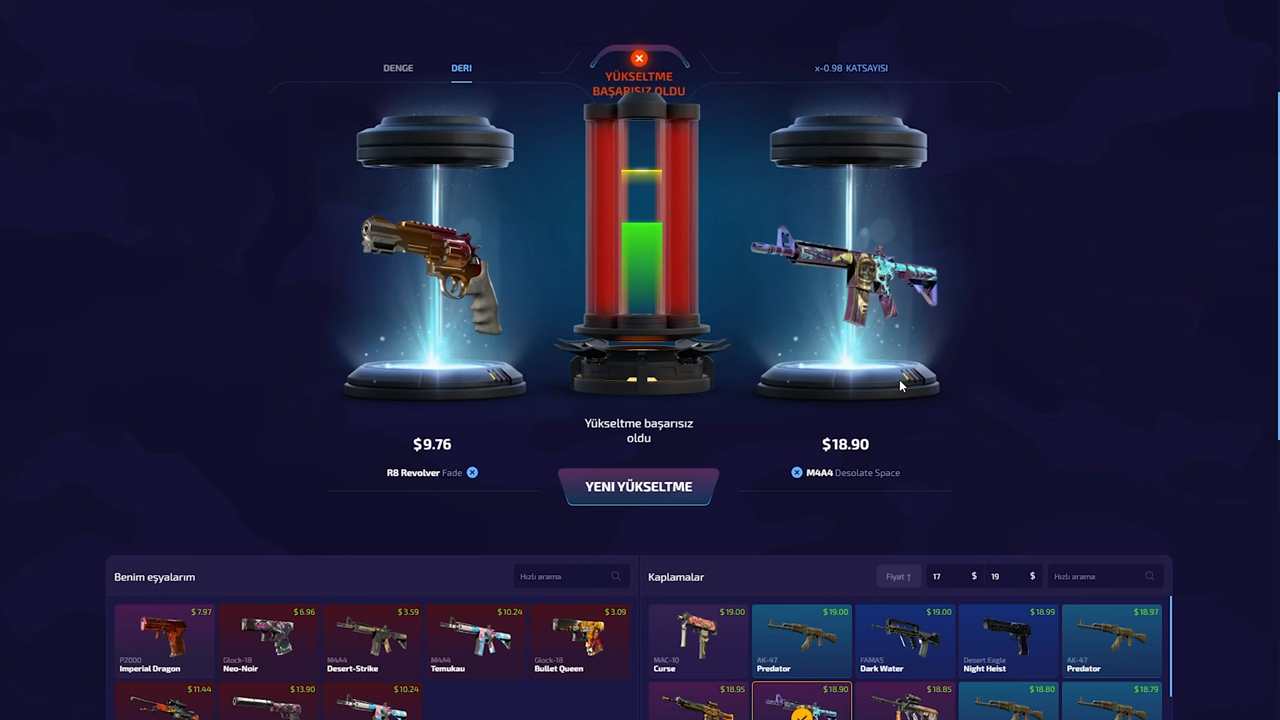 DENGE
DERI
YÜKSELTME
BAŞARISIZ OLDU
x-0.98 KATSAYISI
Yükseltme başarısız
oldu
$9.76
$18.90
R8 Revolver Fade
M4A4 Desolate Space
YENI YÜKSELTME
Benim eşyalarım
Hızlı arama
Kaplamalar
Fiyat ↑
17 $
19 $
Hızlı arama
$7.97
P2000
Imperial Dragon
$6.96
Glock-18
Neo-Noir
$3.59
M4A4
Desert-Strike
$10.24
M4A4
Temukau
$3.09
Glock-18
Bullet Queen
$19.00
MAC-10
Curse
$19.00
AK-47
Predator
$19.00
FAMAS
Dark Water
$18.99
Desert Eagle
Night Heist
$18.97
AK-47
Predator
$11.44
$13.90
$10.24
$18.95
$18.90
$18.85
$18.80
$18.79